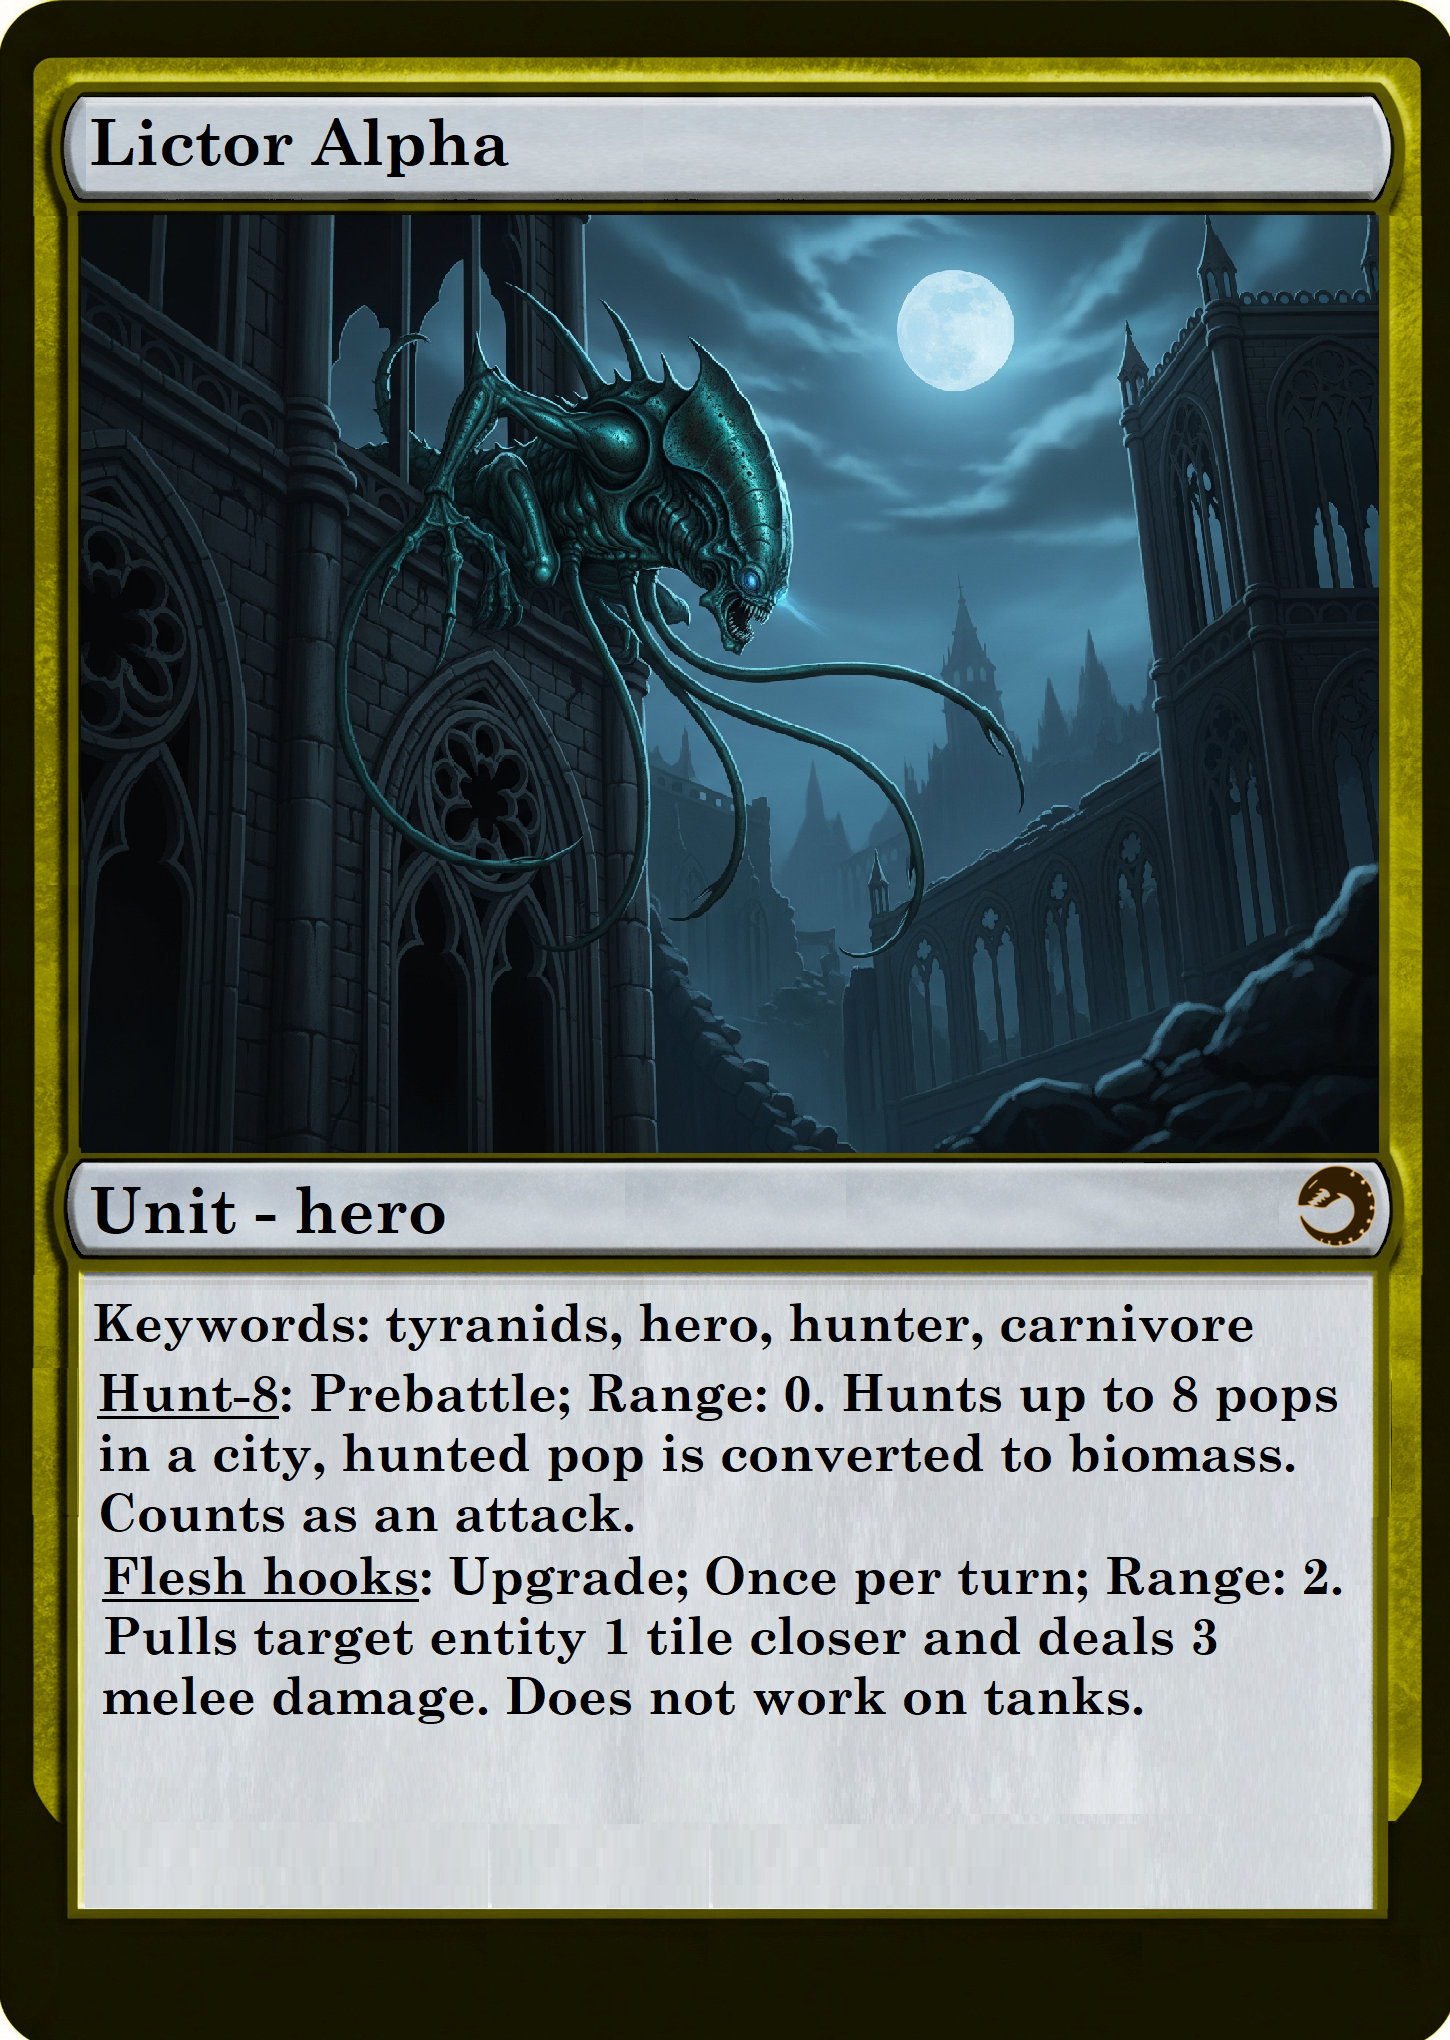 Lictor Alpha
Unit - hero
Keywords: tyranids, hero, hunter, carnivore
Hunt-8: Prebattle; Range: 0. Hunts up to 8 pops
in a city, hunted pop is converted to biomass.
Counts as an attack.
Flesh hooks: Upgrade; Once per turn; Range: 2.
Pulls target entity 1 tile closer and deals 3
melee damage. Does not work on tanks.